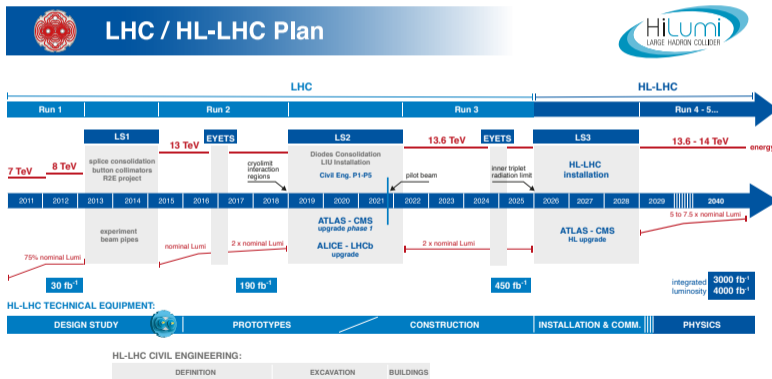 LHC / HL-LHC Plan
HiLumi
LARGE HADRON COLLIDER
LHC
HL-LHC
Run 1
Run 2
Run 3
Run 4 - 5...
LS1
EYETS
LS2
EYETS
LS3
13 TeV
13.6 TeV
13.6 - 14 TeV
energy
7 TeV
8 TeV
splice consolidation
button collimators
R2E project
cryolimit
interaction
regions
Diodes Consolidation
LIU Installation
Civil Eng. P1-P5
pilot beam
inner triplet
radiation limit
HL-LHC
installation
2011 2012 2013 2014 2015 2016 2017 2018 2019 2020 2021 2022 2023 2024 2025 2026 2027 2028 2029 2040
5 to 7.5 x nominal Lumi
experiment
beam pipes
nominal Lumi
2 x nominal Lumi
ATLAS - CMS
upgrade phase 1
ALICE - LHCb
upgrade
2 x nominal Lumi
ATLAS - CMS
HL upgrade
75% nominal Lumi
30 fb⁻¹
190 fb⁻¹
450 fb⁻¹
integrated
luminosity
3000 fb⁻¹
4000 fb⁻¹
HL-LHC TECHNICAL EQUIPMENT:
DESIGN STUDY
PROTOTYPES
CONSTRUCTION
INSTALLATION & COMM.
PHYSICS
HL-LHC CIVIL ENGINEERING:
DEFINITION
EXCAVATION
BUILDINGS